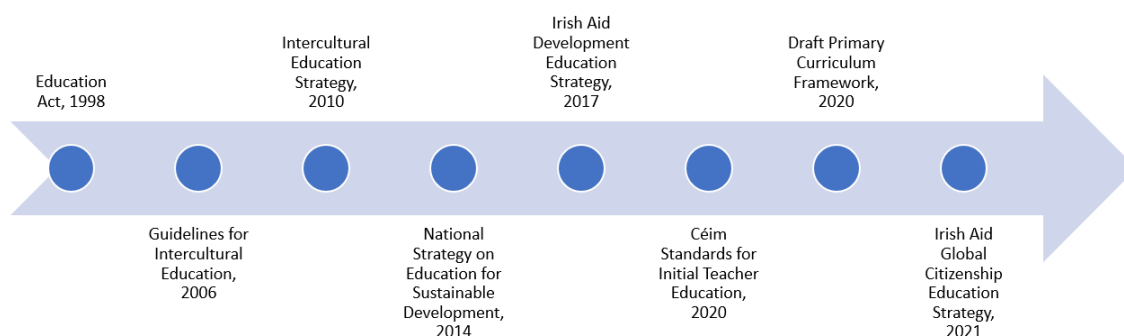 Education
Act, 1998
Guidelines for
Intercultural
Education,
2006
Intercultural
Education
Strategy,
2010
National
Strategy on
Education for
Sustainable
Development,
2014
Irish Aid
Development
Education
Strategy,
2017
Céim
Standards for
Initial Teacher
Education,
2020
Draft Primary
Curriculum
Framework,
2020
Irish Aid
Global
Citizenship
Education
Strategy,
2021